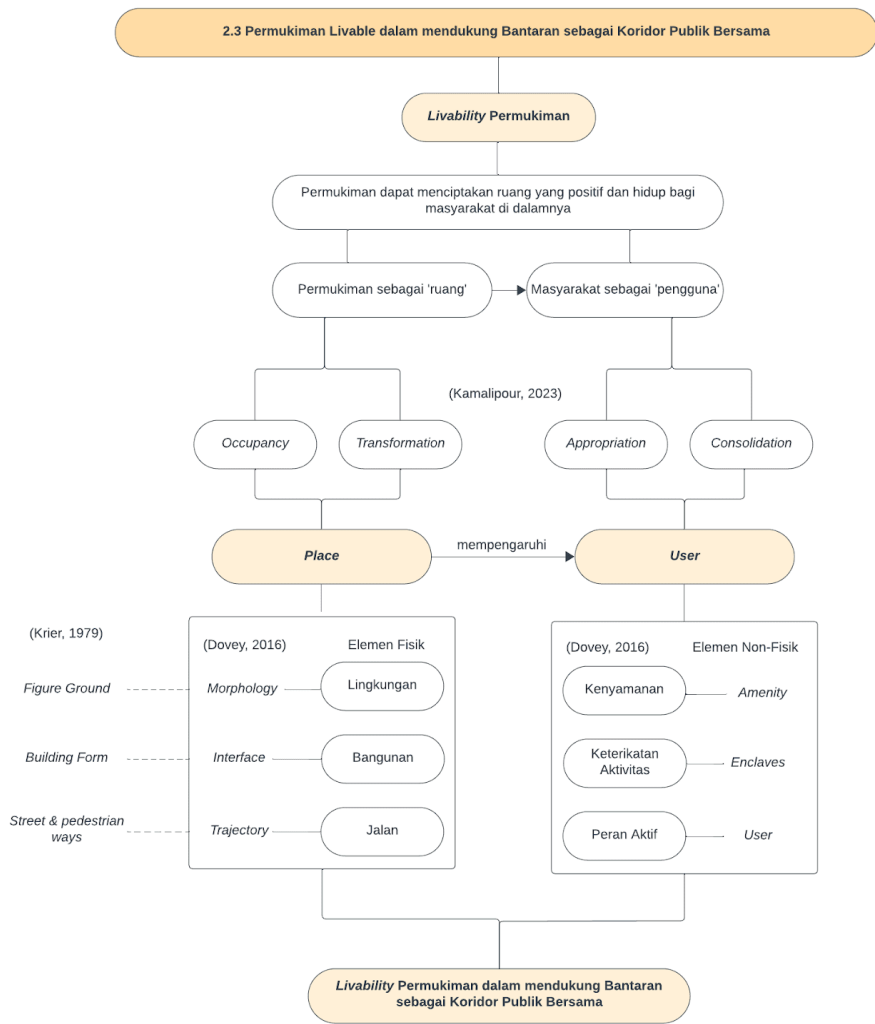 2.3 Permukiman Livable dalam mendukung Bantaran sebagai Koridor Publik Bersama
Livability Permukiman
Permukiman dapat menciptakan ruang yang positif dan hidup bagi
masyarakat di dalamnya
Permukiman sebagai 'ruang'
Masyarakat sebagai 'pengguna'
(Kamalipour, 2023)
Occupancy
Transformation
Appropriation
Consolidation
Place
mempengaruhi
User
(Krier, 1979)
Figure Ground
Building Form
Street & pedestrian
ways
(Dovey, 2016)
Elemen Fisik
Morphology
Lingkungan
Interface
Bangunan
Trajectory
Jalan
(Dovey, 2016)
Elemen Non-Fisik
Kenyamanan
Amenity
Keterikatan
Aktivitas
Enclaves
Peran Aktif
User
Livability Permukiman dalam mendukung Bantaran
sebagai Koridor Publik Bersama